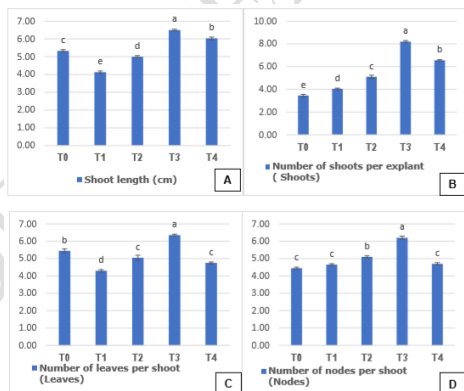 7.00
6.00
5.00
4.00
3.00
2.00
1.00
0.00
c
e
d
a
b
T0 T1 T2 T3 T4
Shoot length (cm)
A
10.00
8.00
6.00
4.00
2.00
0.00
e
d
c
a
b
T0 T1 T2 T3 T4
Number of shoots per explant
( Shoots)
B
7.00
6.00
5.00
4.00
3.00
2.00
1.00
0.00
b
d
c
a
c
T0 T1 T2 T3 T4
Number of leaves per shoot
(Leaves)
C
7.00
6.00
5.00
4.00
3.00
2.00
1.00
0.00
c
c
b
a
c
T0 T1 T2 T3 T4
Number of nodes per shoot
(Nodes)
D